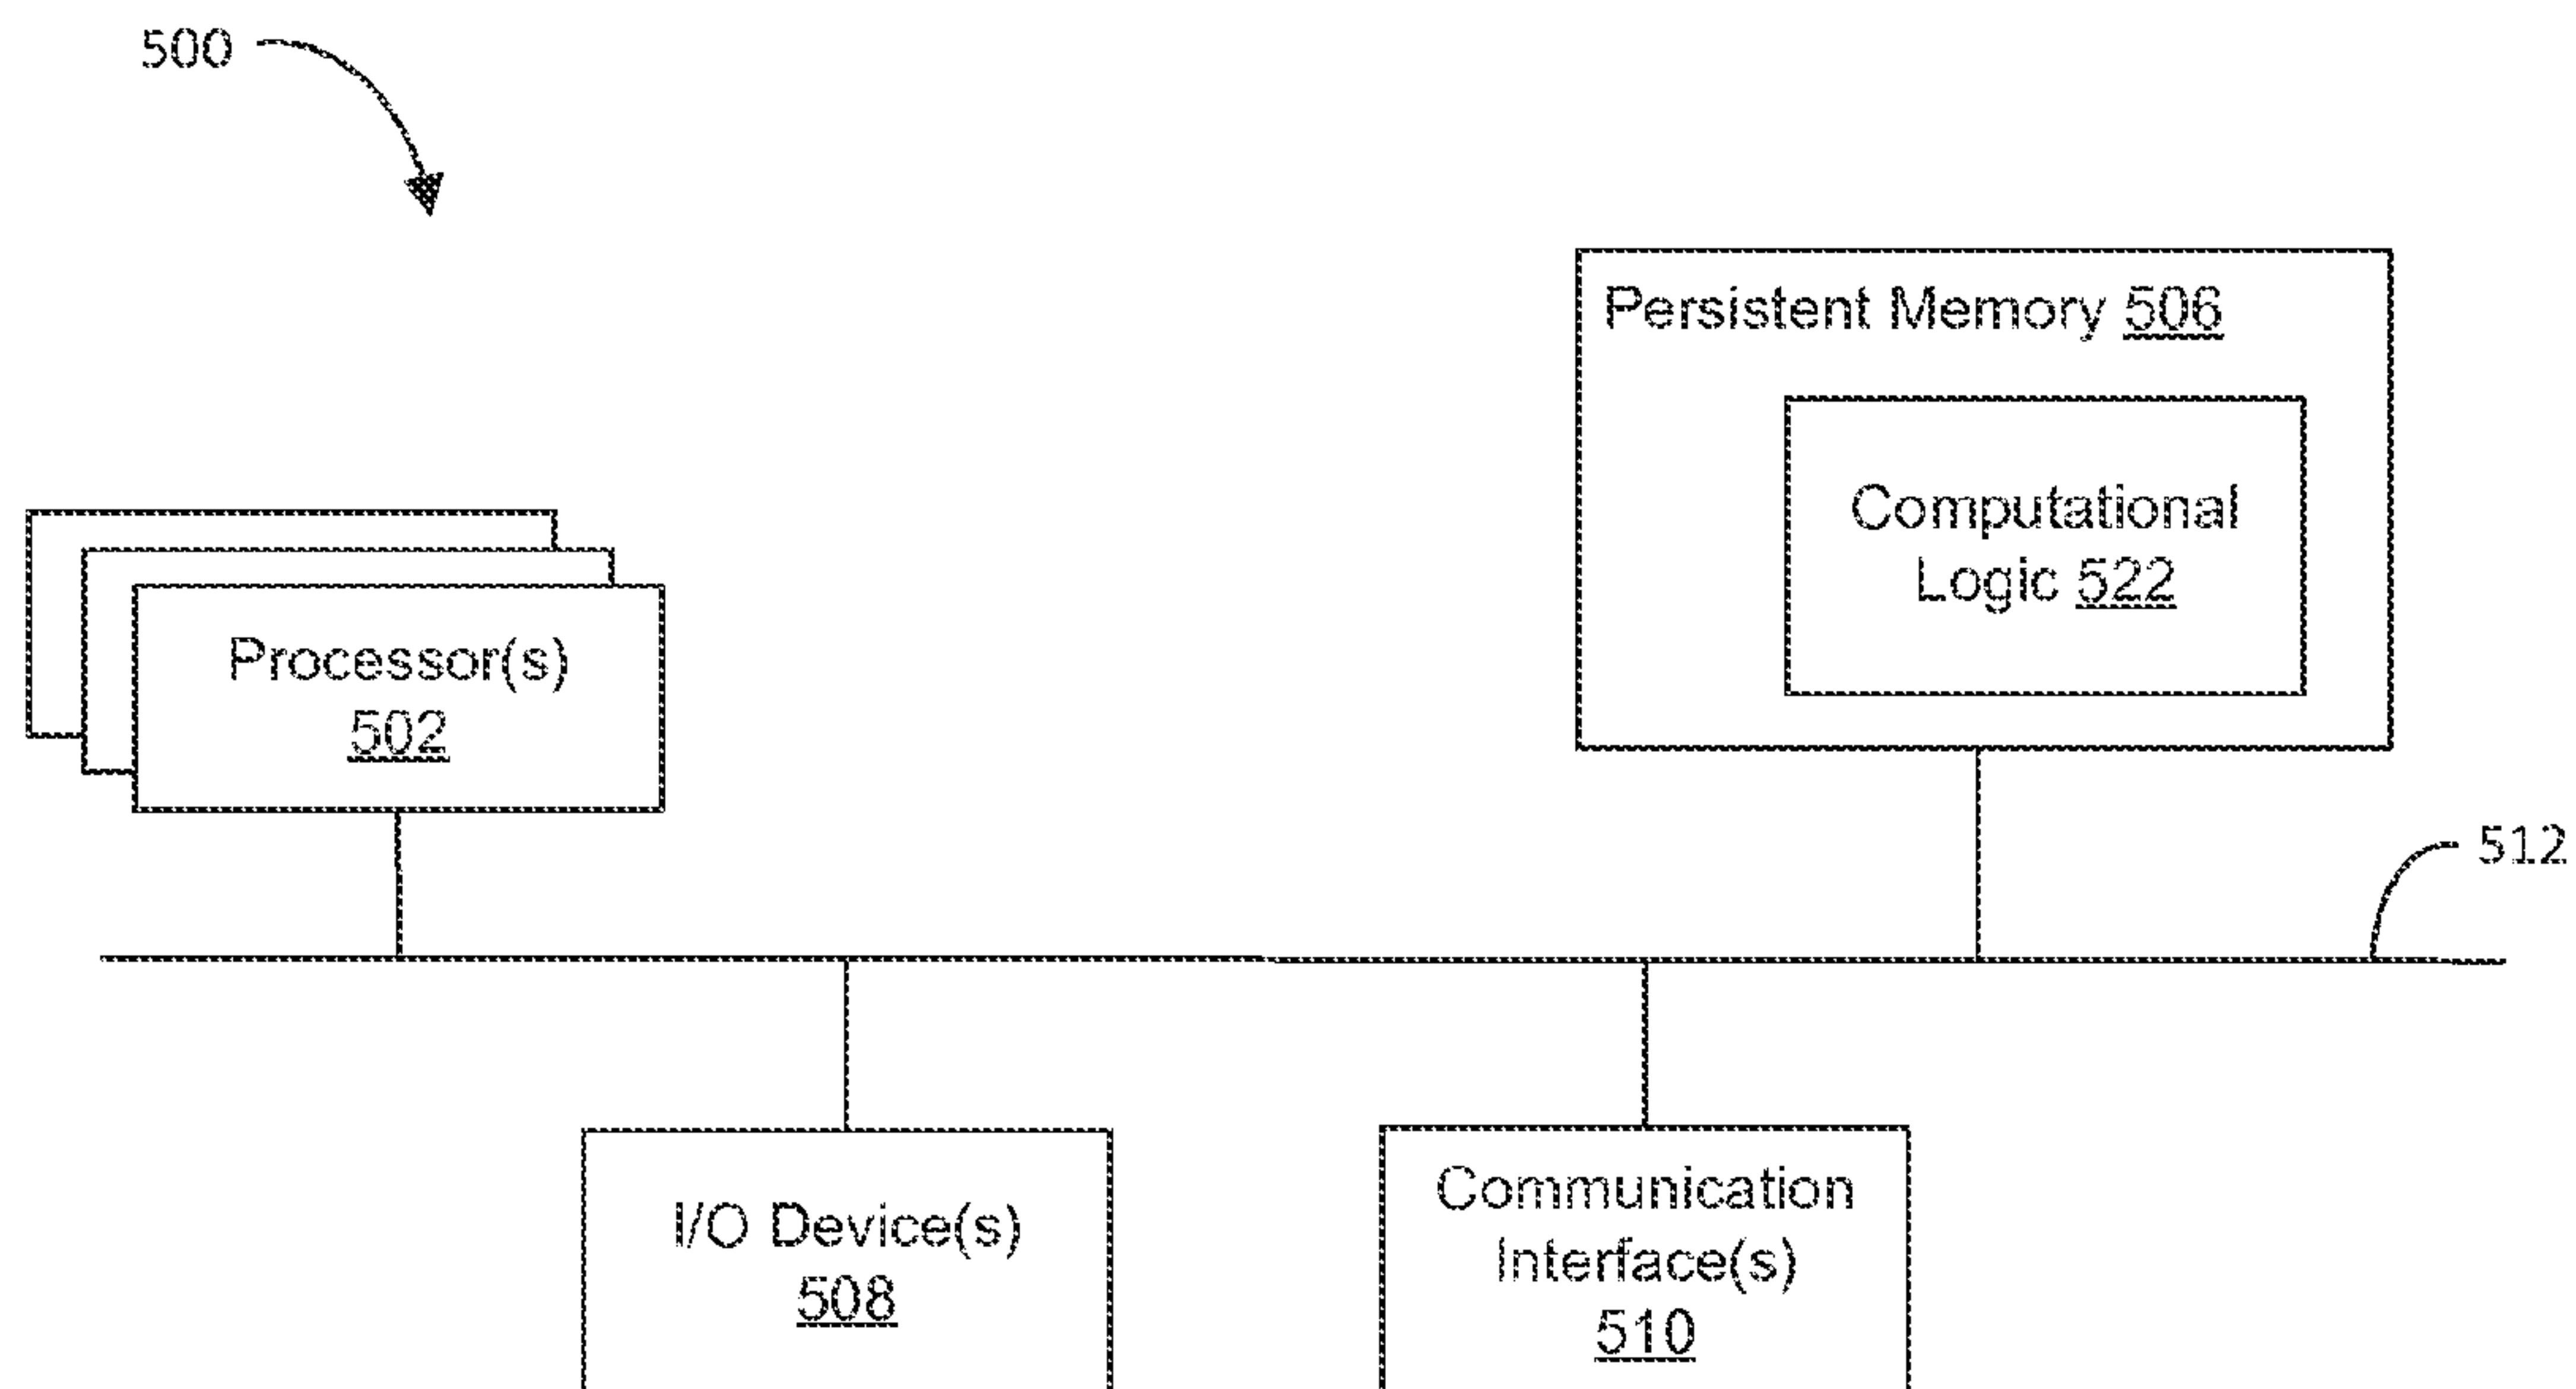 500
Persistent Memory 506
Computational
Logic 522
Processor(s)
502
512
I/O Device(s)
508
Communication
Interface(s)
510